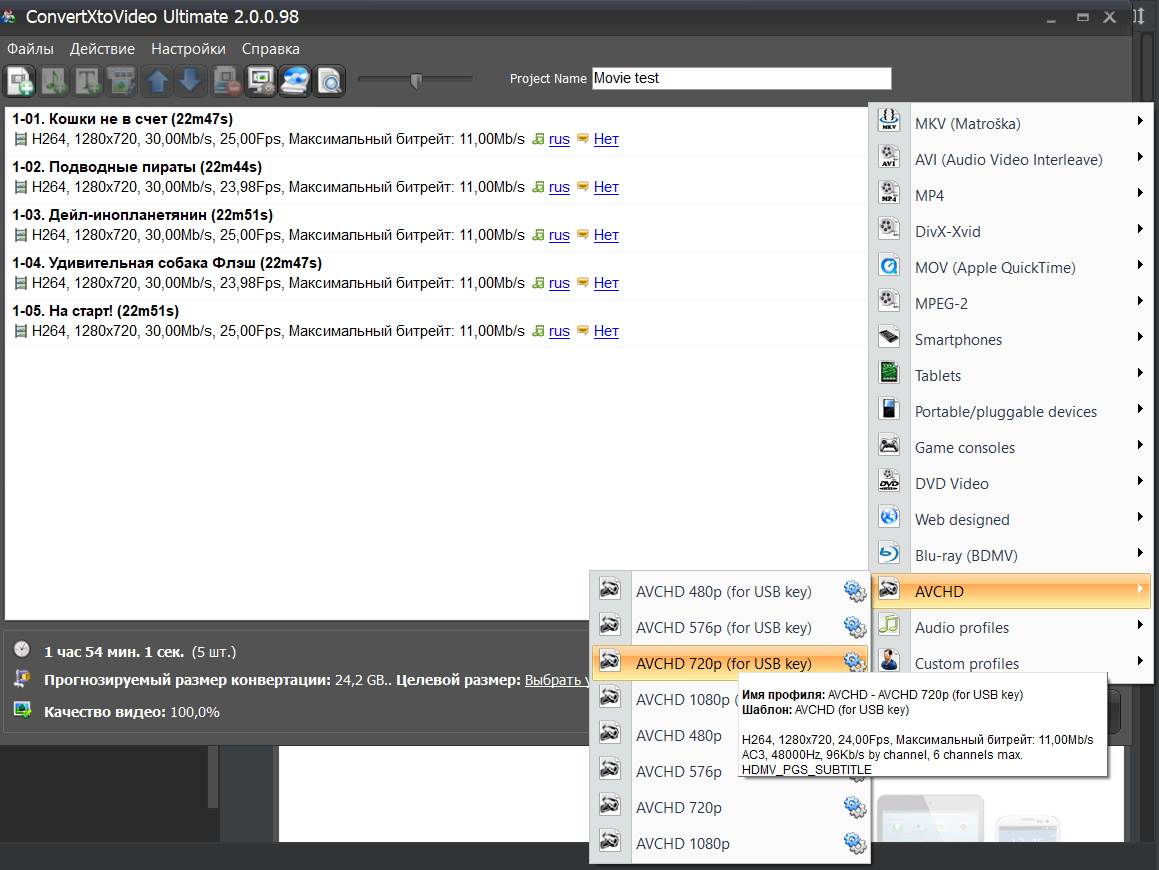 ConvertXtoVideo Ultimate 2.0.0.98
Файлы Действие Настройки Справка
Project Name Movie test
1-01. Кошки не в счет (22m47s)
H264, 1280x720, 30,00Mb/s, 25,00Fps, Максимальный битрейт: 11,00Mb/s rus Нет
1-02. Подводные пираты (22m44s)
H264, 1280x720, 30,00Mb/s, 23,98Fps, Максимальный битрейт: 11,00Mb/s rus Нет
1-03. Дейл-инопланетянин (22m51s)
H264, 1280x720, 30,00Mb/s, 25,00Fps, Максимальный битрейт: 11,00Mb/s rus Нет
1-04. Удивительная собака Флэш (22m47s)
H264, 1280x720, 30,00Mb/s, 23,98Fps, Максимальный битрейт: 11,00Mb/s rus Нет
1-05. На старт! (22m51s)
H264, 1280x720, 30,00Mb/s, 25,00Fps, Максимальный битрейт: 11,00Mb/s rus Нет
MKV (Matroška)
AVI (Audio Video Interleave)
MP4
DivX-Xvid
MOV (Apple QuickTime)
MPEG-2
Smartphones
Tablets
Portable/pluggable devices
Game consoles
DVD Video
Web designed
Blu-ray (BDMV)
AVCHD
Audio profiles
Custom profiles
AVCHD 480p (for USB key)
AVCHD 576p (for USB key)
AVCHD 720p (for USB key)
AVCHD 1080p (
AVCHD 480p
AVCHD 576p
AVCHD 720p
AVCHD 1080p
Имя профиля: AVCHD - AVCHD 720p (for USB key)
Шаблон: AVCHD (for USB key)
H264, 1280x720, 24,00Fps, Максимальный битрейт: 11,00Mb/s
AC3, 48000Hz, 96Kb/s by channel, 6 channels max.
HDMV_PGS_SUBTITLE
1 час 54 мин. 1 сек. (5 шт.)
Прогнозируемый размер конвертации: 24,2 GB.. Целевой размер: Выбрать
Качество видео: 100,0%